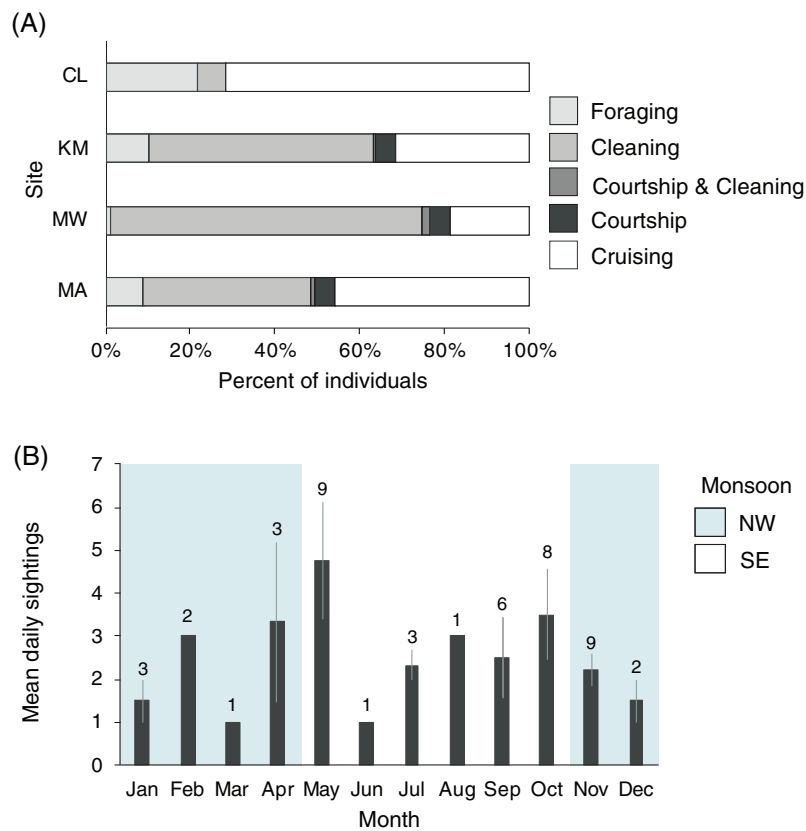 (A)
CL
KM
MW
MA
Site
0% 20% 40% 60% 80% 100%
Percent of individuals
Foraging
Cleaning
Courtship & Cleaning
Courtship
Cruising
(B)
Mean daily sightings
7
6
5
4
3
2
1
0
3 2 1 3 9 1 3 1 6 8 9 2
Jan Feb Mar Apr May Jun Jul Aug Sep Oct Nov Dec
Month
Monsoon
NW
SE